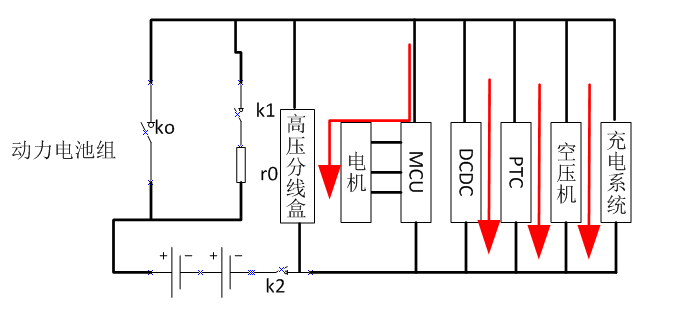 动力电池组
ko
k1
r0
高压分线盒
电机
MCU
DCDC
PTC
空压机
充电系统
+ − + −
k2